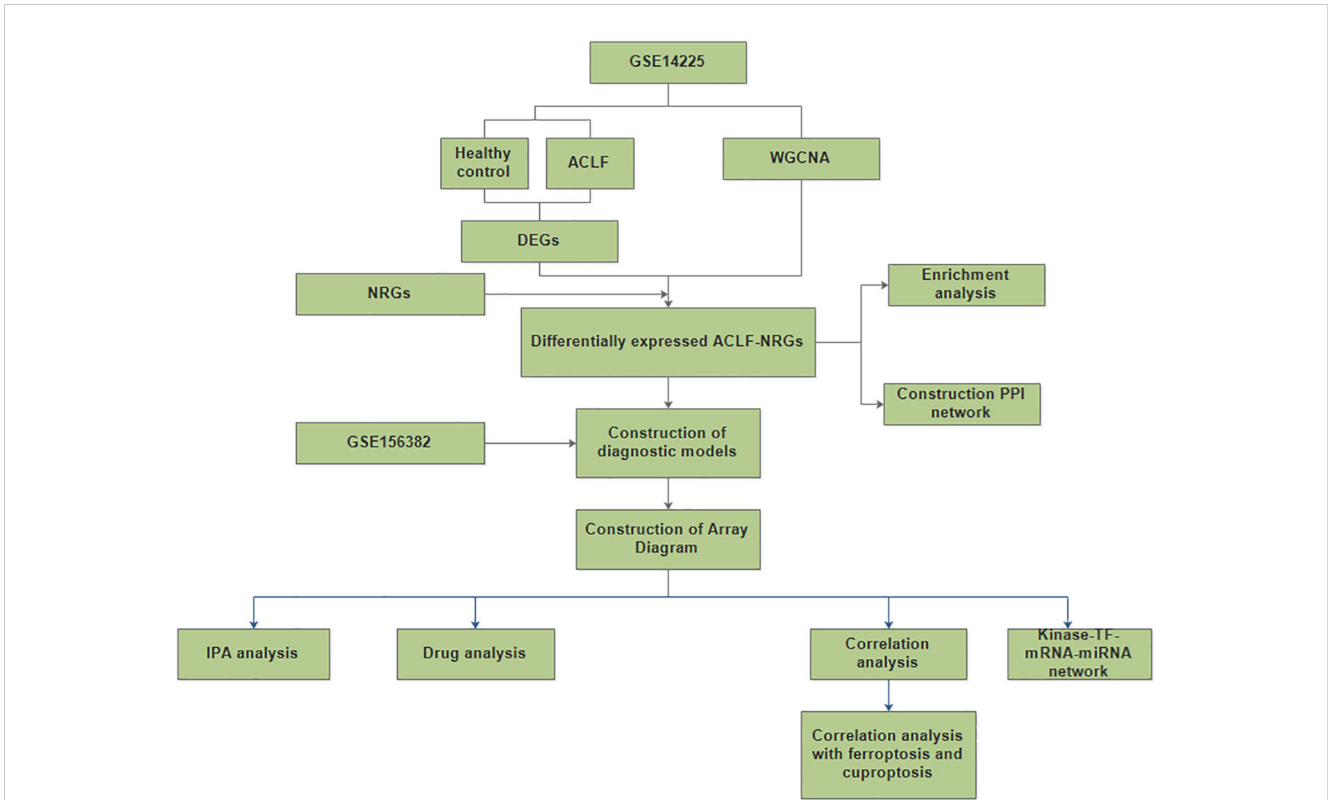 GSE14225
Healthy
control
ACLF
WGCNA
DEGs
NRGs
Enrichment
analysis
Differentially expressed ACLF-NRGs
Construction PPI
network
GSE156382
Construction of
diagnostic models
Construction of Array
Diagram
IPA analysis
Drug analysis
Correlation
analysis
Kinase-TF-
mRNA-miRNA
network
Correlation analysis
with ferroptosis and
cuproptosis